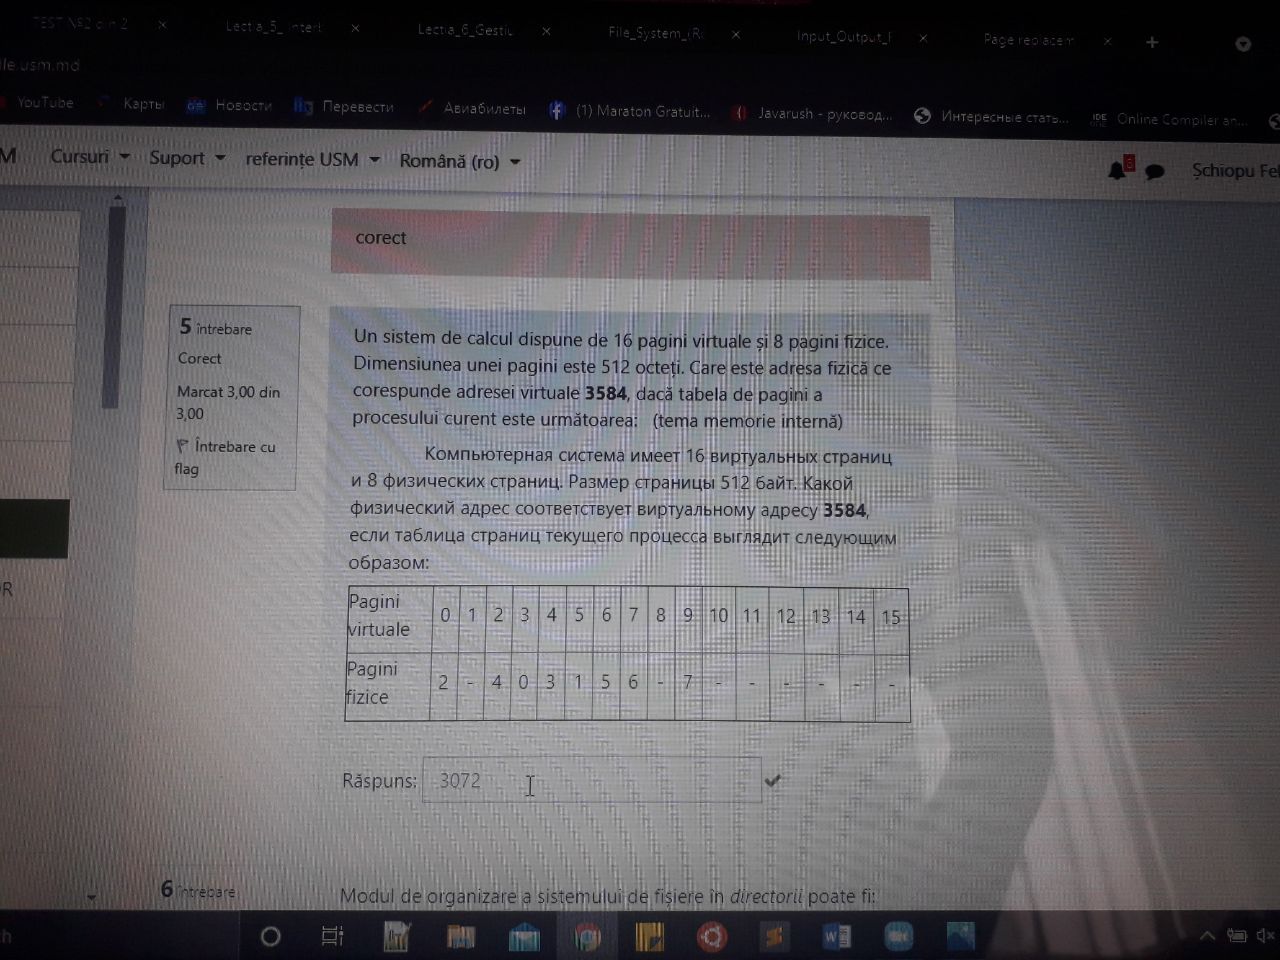 TEST №2 din 2
Lectia_5_
Lectia_6_Gestiu
File_System_(Ro
Input_Output_I
Page replacem
lle.usm.md
YouTube
Карты
Новости
Перевести
Авиабилеты
(1) Maraton Gratuit...
Javarush - руковод...
Интересные стать...
Online Compiler an...
M
Cursuri
Suport
referințe USM
Română (ro)
Șchiopu Fel
corect
5 întrebare
Corect
Marcat 3,00 din
3,00
Întrebare cu
flag
Un sistem de calcul dispune de 16 pagini virtuale și 8 pagini fizice.
Dimensiunea unei pagini este 512 octeți. Care este adresa fizică ce
corespunde adresei virtuale 3584, dacă tabela de pagini a
procesului curent este următoarea: (tema memorie internă)
Компьютерная система имеет 16 виртуальных страниц
и 8 физических страниц. Размер страницы 512 байт. Какой
физический адрес соответствует виртуальному адресу 3584,
если таблица страниц текущего процесса выглядит следующим
образом:
Pagini
virtuale 0 1 2 3 4 5 6 7 8 9 10 11 12 13 14 15
Pagini
fizice 2 - 4 0 3 1 5 6 - 7 - - - - - -
Răspuns: 3072
6 întrebare
Modul de organizare a sistemului de fișiere în directorii poate fi: